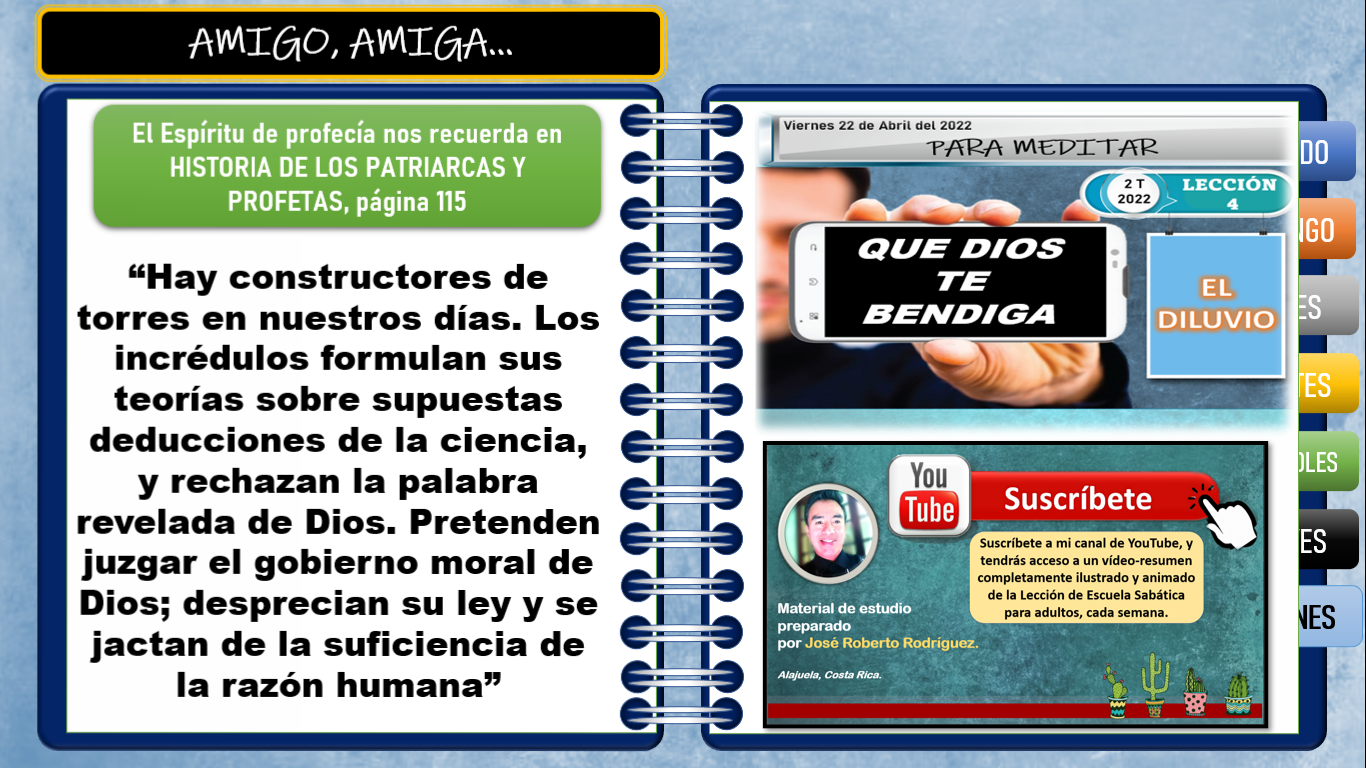 AMIGO, AMIGA...
El Espíritu de profecía nos recuerda en
HISTORIA DE LOS PATRIARCAS Y
PROFETAS, página 115
“Hay constructores de
torres en nuestros días. Los
incrédulos formulan sus
teorías sobre supuestas
deducciones de la ciencia,
y rechazan la palabra
revelada de Dios. Pretenden
juzgar el gobierno moral de
Dios; desprecian su ley y se
jactan de la suficiencia de
la razón humana”
Viernes 22 de Abril del 2022
PARA MEDITAR
2 T
2022
LECCIÓN
4
QUE DIOS
TE
BENDIGA
EL
DILUVIO
You
Tube
Suscríbete
Suscríbete a mi canal de YouTube, y
tendrás acceso a un vídeo-resumen
completamente ilustrado y animado
de la Lección de Escuela Sabática
para adultos, cada semana.
Material de estudio
preparado
por José Roberto Rodríguez.
Alajuela, Costa Rica.
DO
NGO
ES
TES
OLES
ES
NES